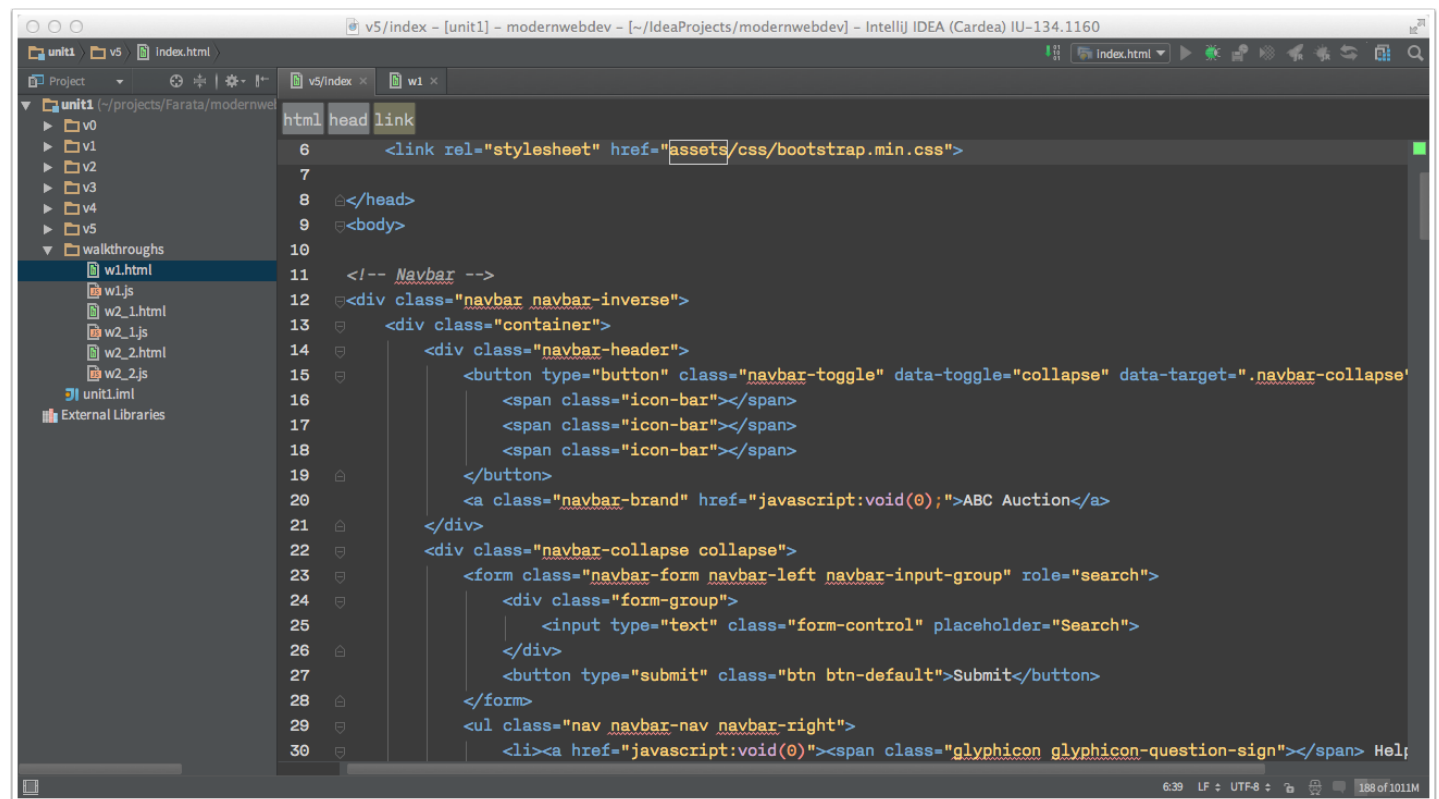 v5/index – [unit1] – modernwebdev – [~/IdeaProjects/modernwebdev] – IntelliJ IDEA (Cardea) IU–134.1160
unit1 v5 index.html index.html
Project v5/index w1
unit1 (~/projects/Farata/modernwel
v0
v1
v2
v3
v4
v5
walkthroughs
w1.html
w1.js
w2_1.html
w2_1.js
w2_2.html
w2_2.js
unit1.iml
External Libraries
html head link
6 <link rel="stylesheet" href="assets/css/bootstrap.min.css">
7
8 </head>
9 <body>
10
11 <!-- Navbar -->
12 <div class="navbar navbar-inverse">
13 <div class="container">
14 <div class="navbar-header">
15 <button type="button" class="navbar-toggle" data-toggle="collapse" data-target=".navbar-collapse"
16 <span class="icon-bar"></span>
17 <span class="icon-bar"></span>
18 <span class="icon-bar"></span>
19 </button>
20 <a class="navbar-brand" href="javascript:void(0);">ABC Auction</a>
21 </div>
22 <div class="navbar-collapse collapse">
23 <form class="navbar-form navbar-left navbar-input-group" role="search">
24 <div class="form-group">
25 <input type="text" class="form-control" placeholder="Search">
26 </div>
27 <button type="submit" class="btn btn-default">Submit</button>
28 </form>
29 <ul class="nav navbar-nav navbar-right">
30 <li><a href="javascript:void(0)"><span class="glyphicon glyphicon-question-sign"></span> Help
6:39 LF UTF-8 188 of 1011M